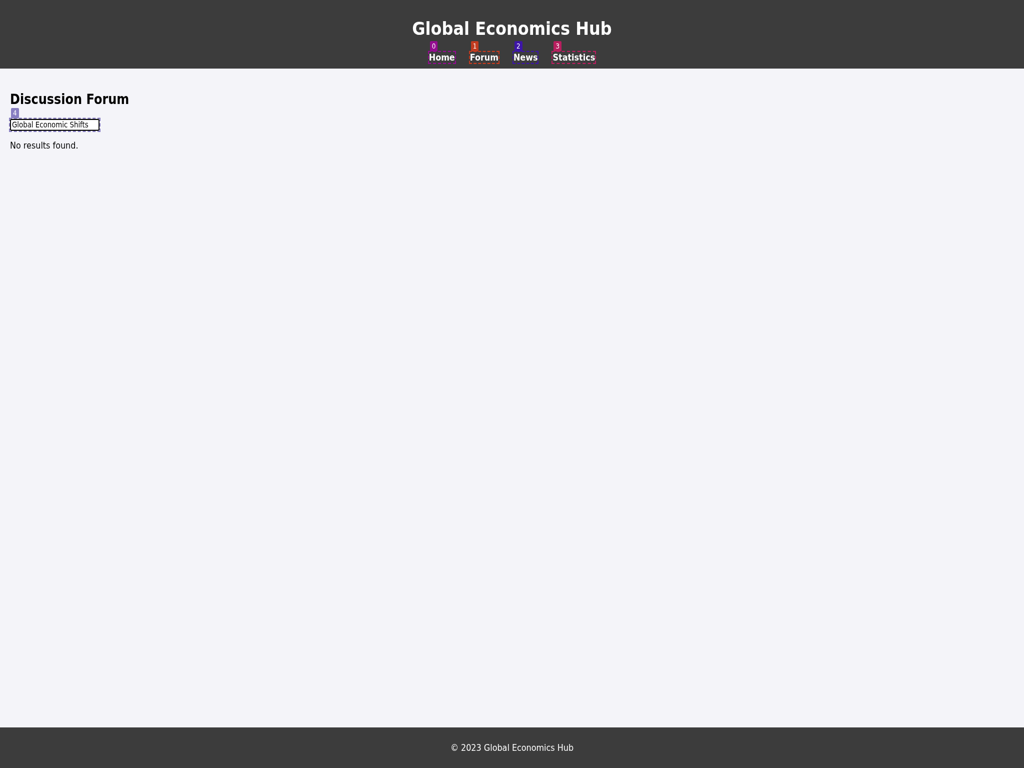 Global Economics Hub
0 1 2 3
Home Forum News Statistics
Discussion Forum
4
Global Economic Shifts
No results found.
© 2023 Global Economics Hub